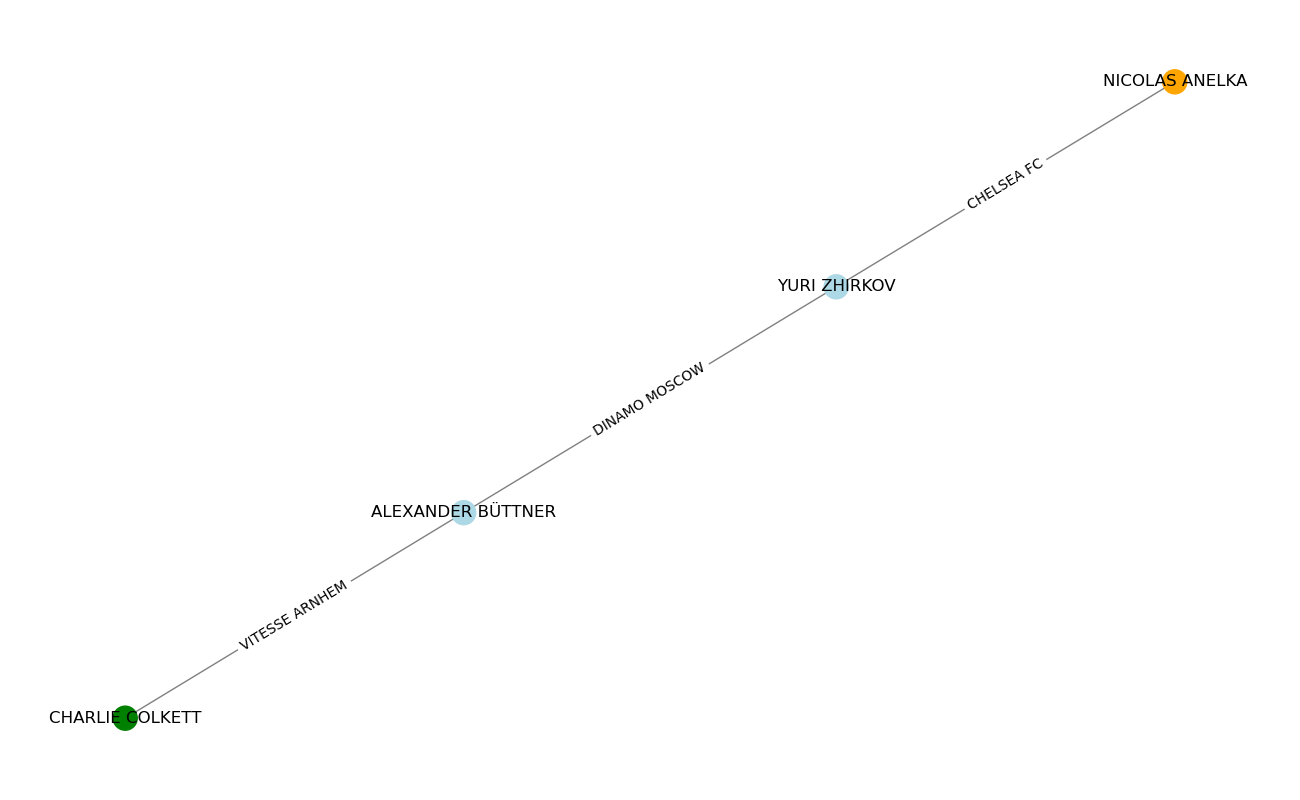 NICOLAS ANELKA
CHELSEA FC
YURI ZHIRKOV
DINAMO MOSCOW
ALEXANDER BÜTTNER
VITESSE ARNHEM
CHARLIE COLKETT